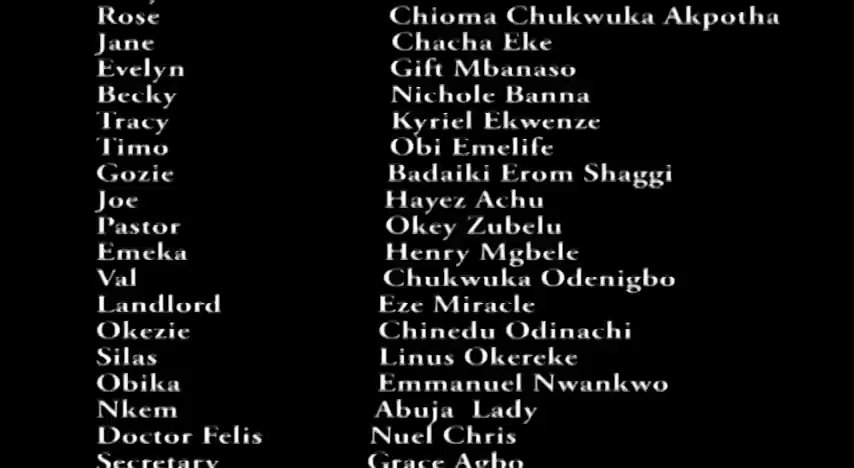 Rose Chioma Chukwuka Akpotha
Jane Chacha Eke
Evelyn Gift Mbanaso
Becky Nichole Banna
Tracy Kyriel Ekwenze
Timo Obi Emelife
Gozie Badaiki Erom Shaggi
Joe Hayez Achu
Pastor Okey Zubelu
Emeka Henry Mgbele
Val Chukwuka Odenigbo
Landlord Eze Miracle
Okezie Chinedu Odinachi
Silas Linus Okereke
Obika Emmanuel Nwankwo
Nkem Abuja Lady
Doctor Felis Nuel Chris
Secretary Grace Agbo